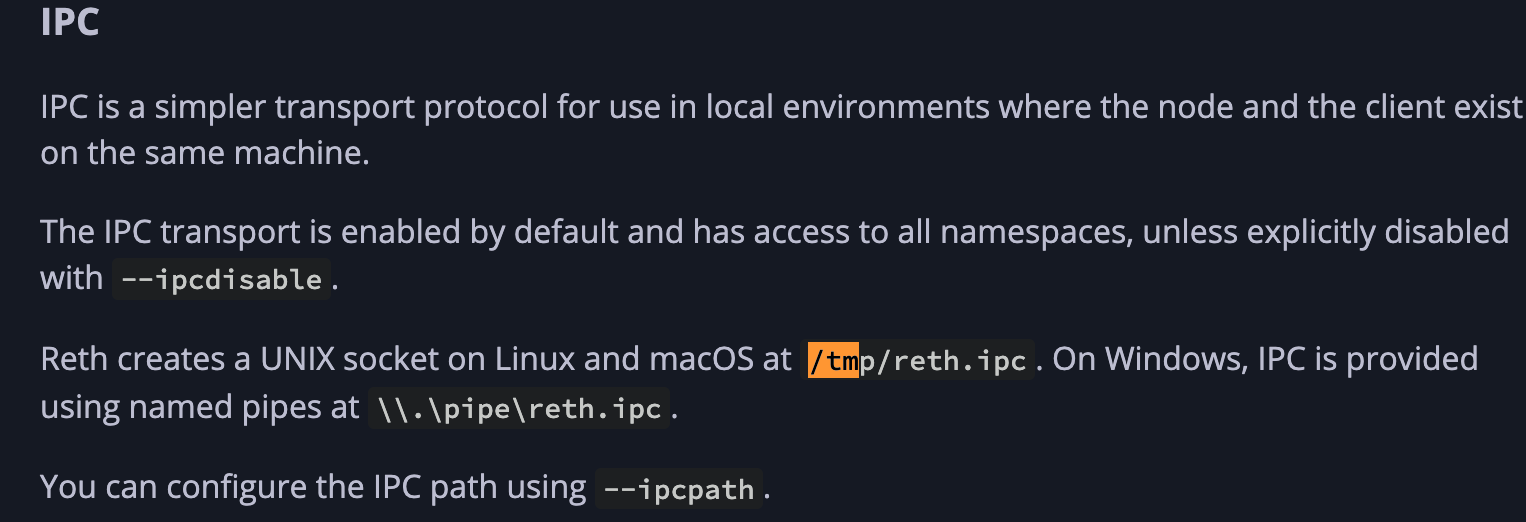 IPC
IPC is a simpler transport protocol for use in local environments where the node and the client exist
on the same machine.
The IPC transport is enabled by default and has access to all namespaces, unless explicitly disabled
with --ipcdisable.
Reth creates a UNIX socket on Linux and macOS at /tmp/reth.ipc. On Windows, IPC is provided
using named pipes at \\.\pipe\reth.ipc.
You can configure the IPC path using --ipcpath.